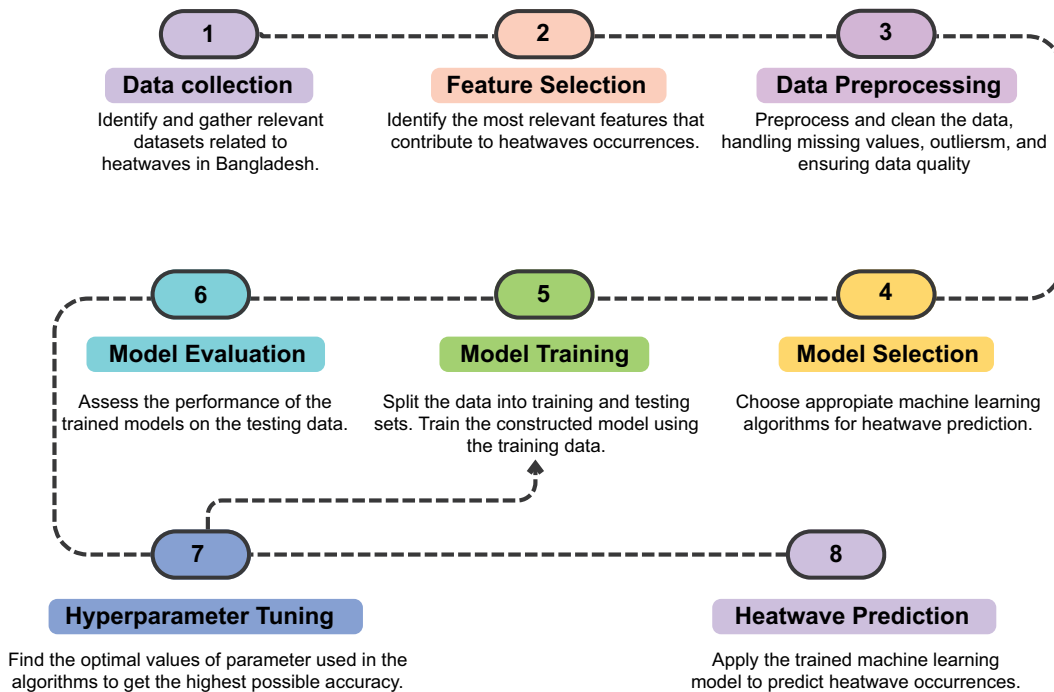 1
Data collection
Identify and gather relevant
datasets related to
heatwaves in Bangladesh.
2
Feature Selection
Identify the most relevant features that
contribute to heatwaves occurrences.
3
Data Preprocessing
Preprocess and clean the data,
handling missing values, outliersm, and
ensuring data quality
4
Model Selection
Choose appropiate machine learning
algorithms for heatwave prediction.
5
Model Training
Split the data into training and testing
sets. Train the constructed model using
the training data.
6
Model Evaluation
Assess the performance of the
trained models on the testing data.
7
Hyperparameter Tuning
Find the optimal values of parameter used in the
algorithms to get the highest possible accuracy.
8
Heatwave Prediction
Apply the trained machine learning
model to predict heatwave occurrences.